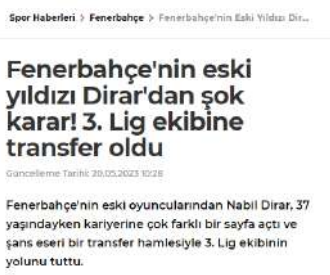 Spor Haberleri > Fenerbahçe > Fenerbahçe'nin Eski Yıldızı Dir...
Fenerbahçe'nin eski
yıldızı Dirar'dan şok
karar! 3. Lig ekibine
transfer oldu
Güncelleme Tarihi: 20.05.2023 10:28
Fenerbahçe'nin eski oyuncularından Nabil Dirar, 37
yaşındayken kariyerine çok farklı bir sayfa açtı ve
şans eseri bir transfer hamlesiyle 3. Lig ekibinin
yolunu tuttu.